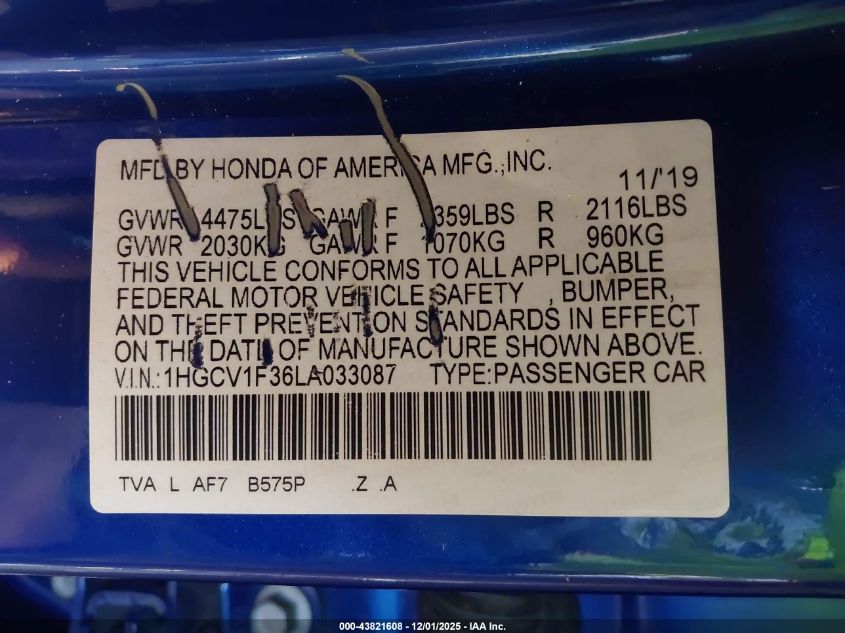 MFD. BY HONDA OF AMERICA MFG.,INC. 11/'19
GVWR 4475LBS GAWR F 359LBS R 2116LBS
GVWR 2030KG GAWR F 1070KG R 960KG
THIS VEHICLE CONFORMS TO ALL APPLICABLE
FEDERAL MOTOR VEHICLE SAFETY , BUMPER,
AND THEFT PREVENTION STANDARDS IN EFFECT
ON THE DATE OF MANUFACTURE SHOWN ABOVE.
V.I.N.:1HGCV1F36LA033087 TYPE:PASSENGER CAR
TVA L AF7 B575P .Z .A
000-43821608 - 12/01/2025 - IAA Inc.